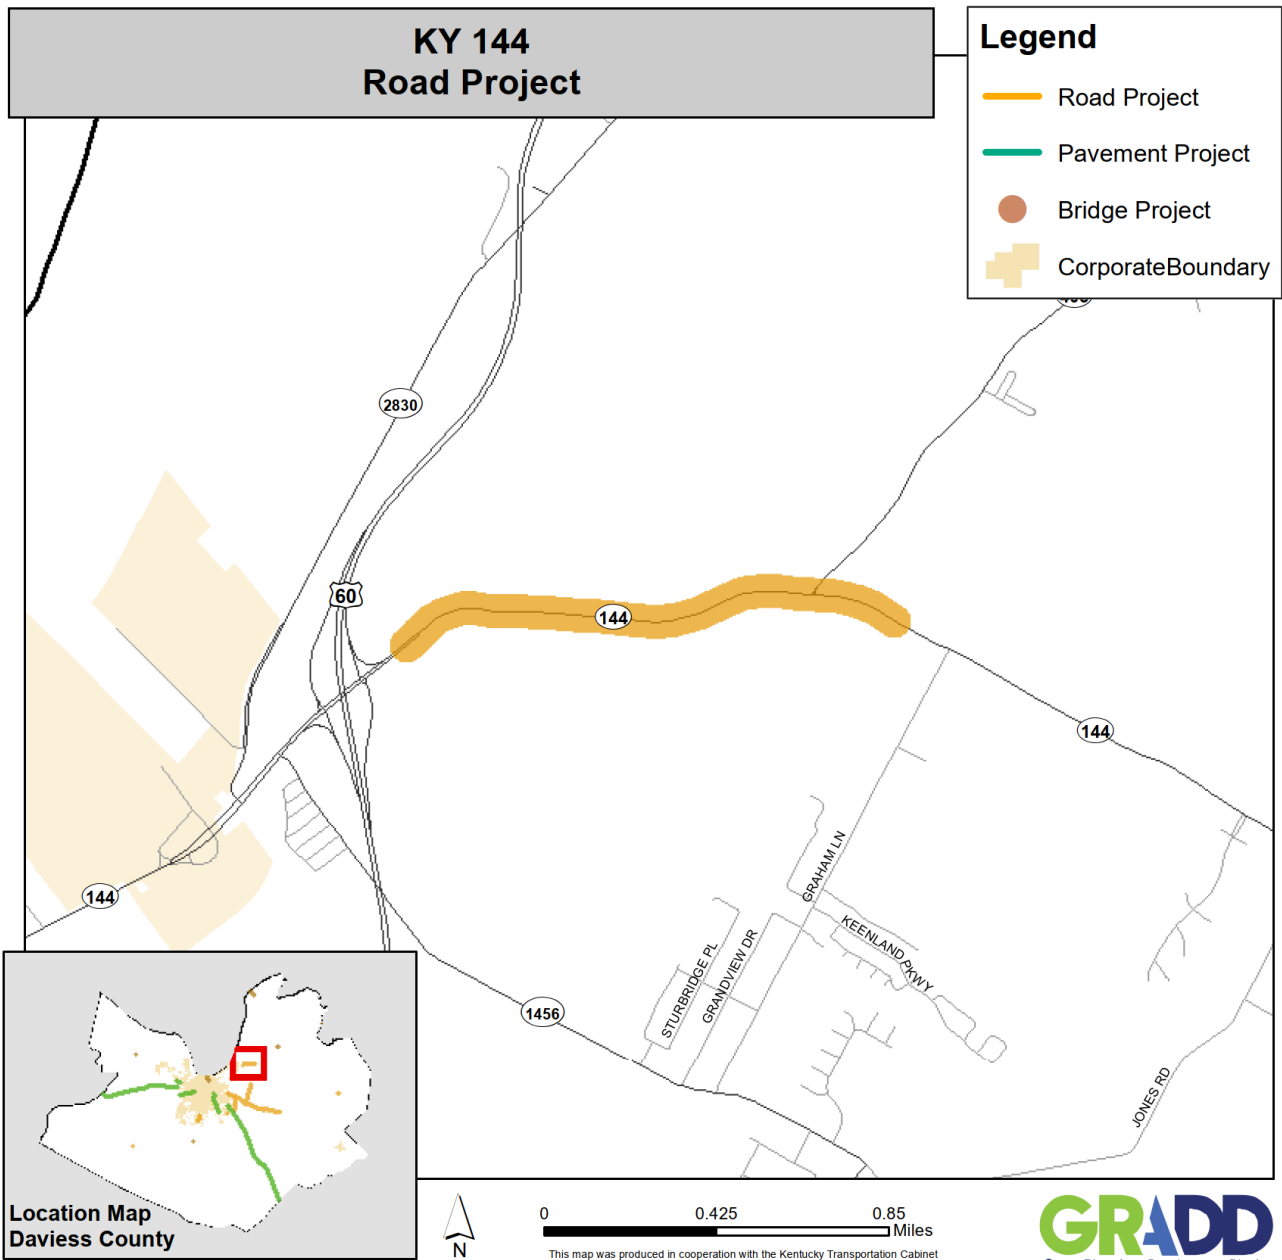 KY 144
Road Project
Legend
Road Project
Pavement Project
Bridge Project
CorporateBoundary
2830
60
144
144
144
1456
GRAHAM LN
KEENLAND PKWY
STURBRIDGE PL
GRANDVIEW DR
JONES RD
Location Map
Daviess County
N
0 0.425 0.85
Miles
This map was produced in cooperation with the Kentucky Transportation Cabinet
GRADD